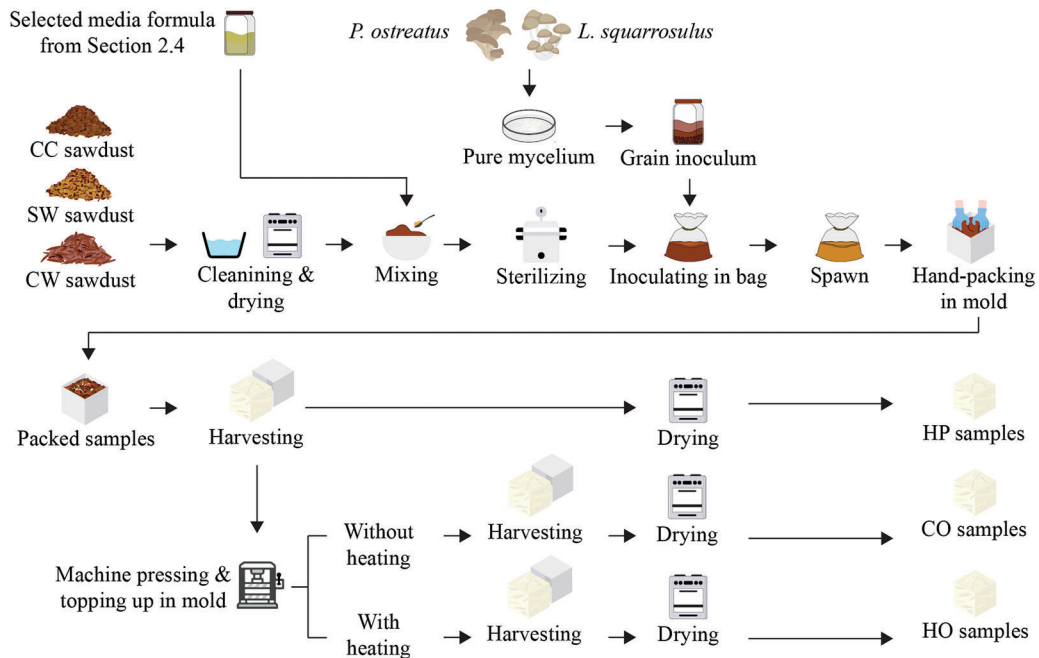 Selected media formula
from Section 2.4
P. ostreatus
L. squarrosulus
CC sawdust
SW sawdust
CW sawdust
Pure mycelium
Grain inoculum
Cleanining &
drying
Mixing
Sterilizing
Inoculating in bag
Spawn
Hand-packing
in mold
Packed samples
Harvesting
Drying
HP samples
Machine pressing &
topping up in mold
Without
heating
Harvesting
Drying
CO samples
With
heating
Harvesting
Drying
HO samples